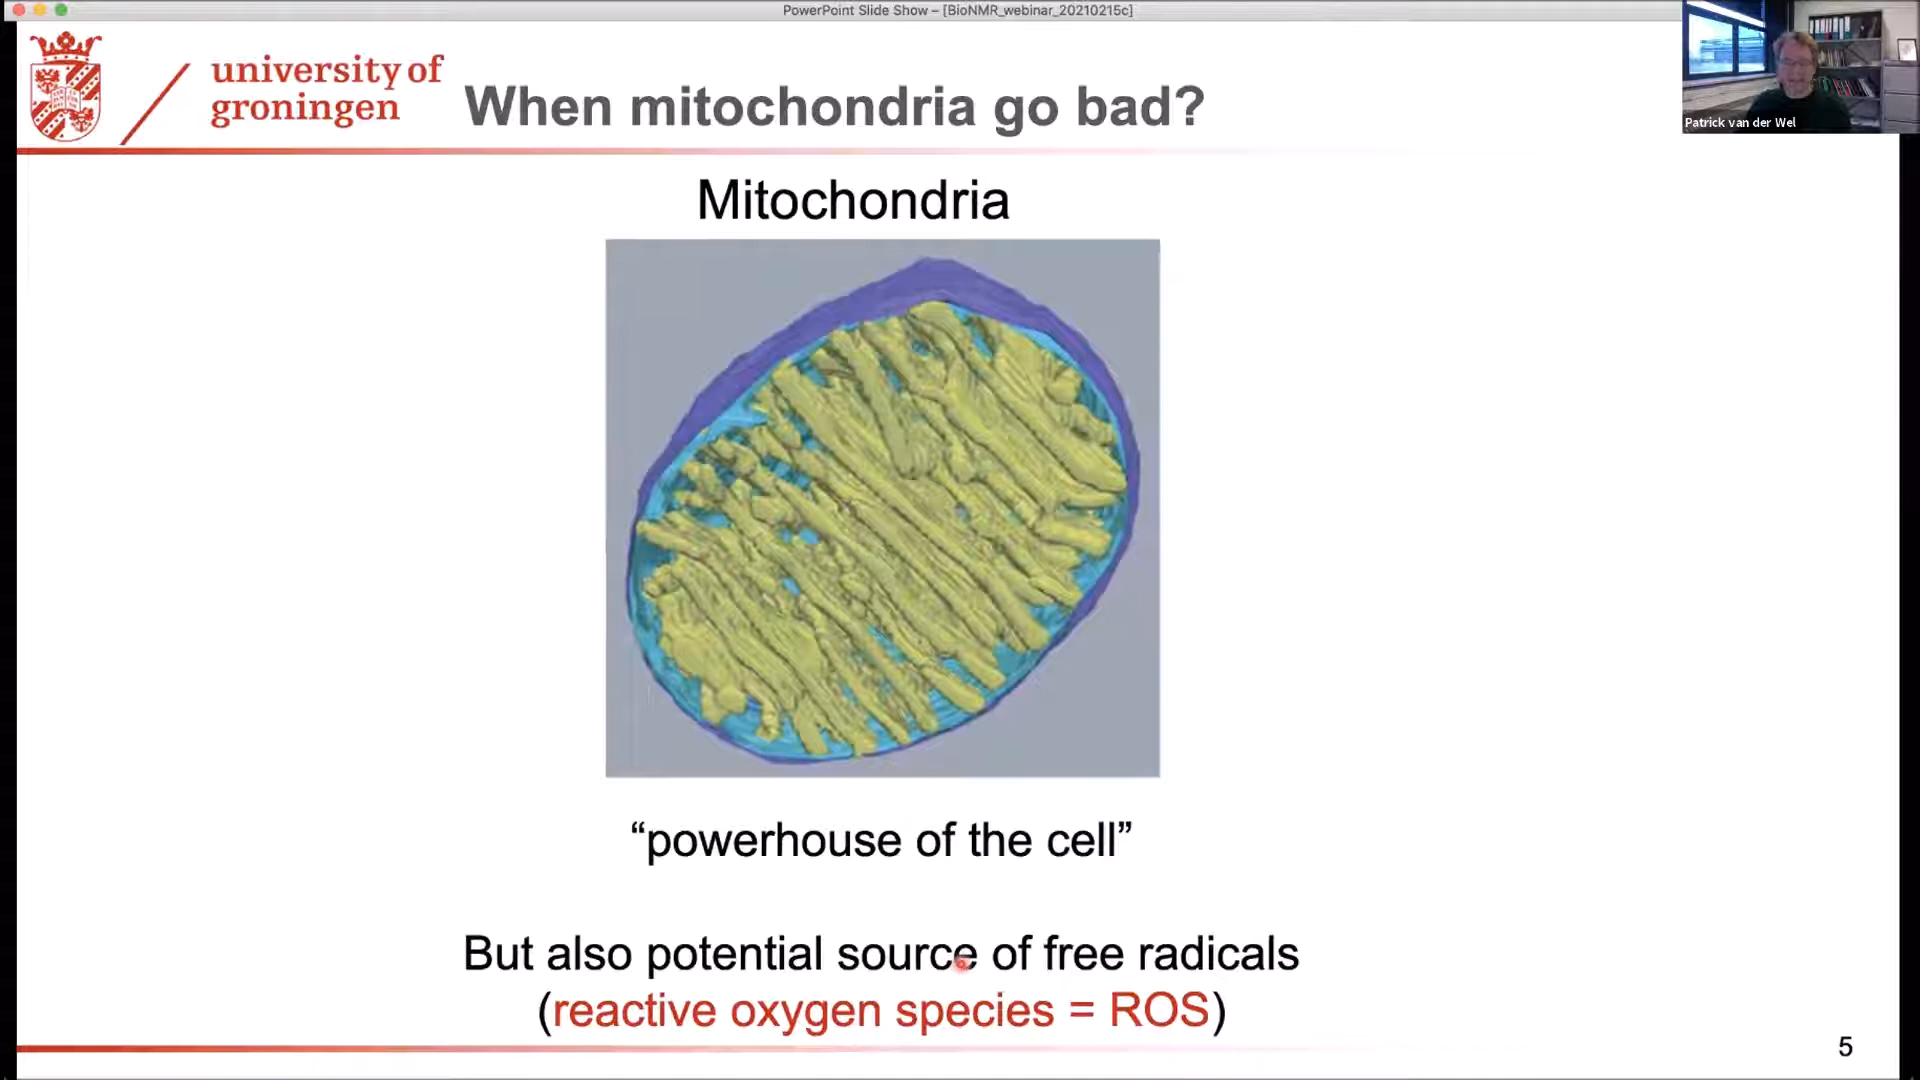 PowerPoint Slide Show – [BioNMR_webinar_20210215c]
university of
groningen
When mitochondria go bad?
Patrick van der Wel
Mitochondria
“powerhouse of the cell”
But also potential source of free radicals
(reactive oxygen species = ROS)
5